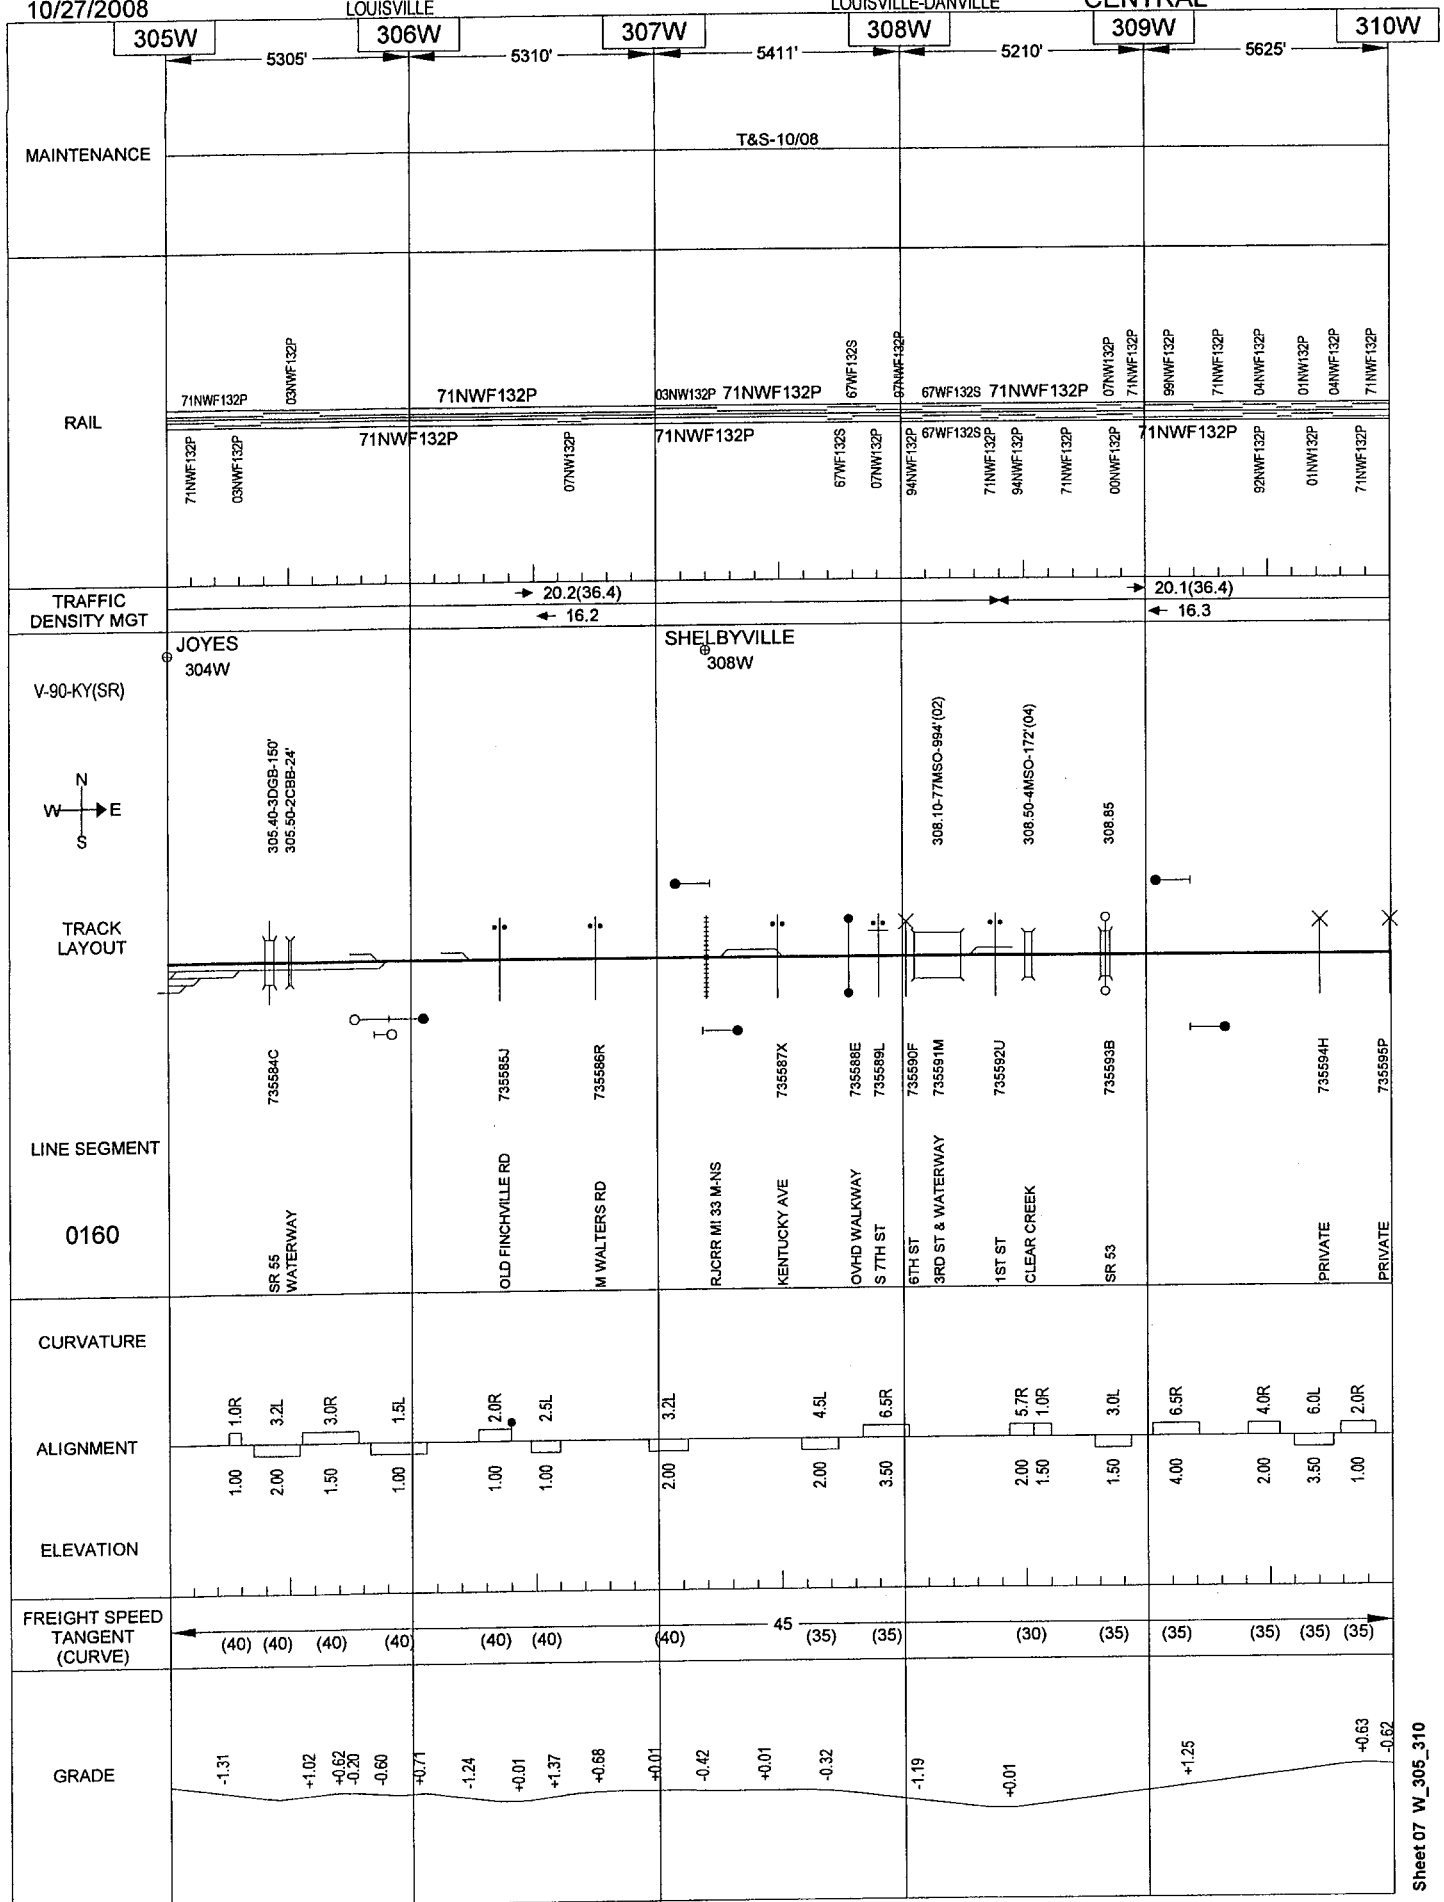 10/27/2008
LOUISVILLE
LOUISVILLE-DANVILLE
CENTRAL
305W 306W 307W 308W 309W 310W
5305' 5310' 5411' 5210' 5625'
MAINTENANCE
T&S-10/08
RAIL
71NWF132P
03NWF132P
71NWF132P
03NW132P
71NWF132P
67WF132S
97NWF132P
67WF132S
71NWF132P
07NW132P
71NWF132P
99NWF132P
71NWF132P
04NWF132P
01NW132P
04NWF132P
71NWF132P
71NWF132P
03NWF132P
71NWF132P
07NW132P
71NWF132P
67WF132S
07NW132P
94NWF132P
67WF132S
71NWF132P
94NWF132P
71NWF132P
00NWF132P
71NWF132P
92NWF132P
01NW132P
71NWF132P
TRAFFIC
DENSITY MGT
→ 20.2(36.4)
← 16.2
→ 20.1(36.4)
← 16.3
JOYES
304W
SHELBYVILLE
308W
V-90-KY(SR)
N
W E
S
305.40-3DGB-150'
305.50-2CBB-24'
308.10-77MSO-994'(02)
308.50-4MSO-172'(04)
308.85
TRACK
LAYOUT
735584C
735585J
735586R
735587X
735588E
735589L
735590F
735591M
735592U
735593B
735594H
735595P
LINE SEGMENT
0160
SR 55
WATERWAY
OLD FINCHVILLE RD
M WALTERS RD
RJCRR MI 33 M-NS
KENTUCKY AVE
OVHD WALKWAY
S 7TH ST
6TH ST
3RD ST & WATERWAY
1ST ST
CLEAR CREEK
SR 53
PRIVATE
PRIVATE
CURVATURE
1.0R 3.2L 3.0R 1.5L 2.0R 2.5L 3.2L 4.5L 6.5R 5.7R 1.0R 3.0L 6.5R 4.0R 6.0L 2.0R
ALIGNMENT
1.00 2.00 1.50 1.00 1.00 1.00 2.00 2.00 3.50 2.00 1.50 1.50 4.00 2.00 3.50 1.00
ELEVATION
FREIGHT SPEED
TANGENT
(CURVE)
45
(40) (40) (40) (40) (40) (40) (40) (35) (35) (30) (35) (35) (35) (35) (35)
GRADE
-1.31 +1.02 +0.62 -0.20 -0.60 +0.71 -1.24 +0.01 +1.37 +0.68 +0.01 -0.42 +0.01 -0.32 -1.19 +0.01 +1.25 +0.63 -0.62
Sheet 07 W_305_310